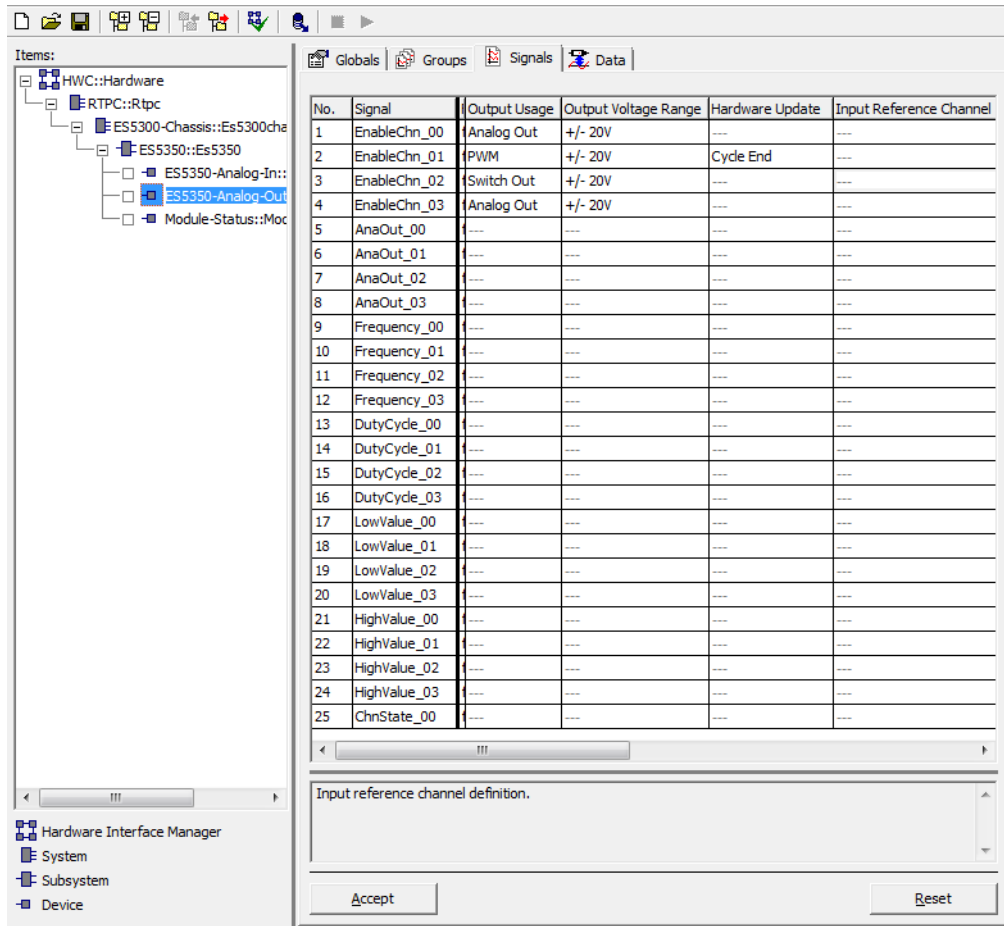 Items:
HWC::Hardware
RTPC::Rtpc
ES5300-Chassis::Es5300cha
ES5350::Es5350
ES5350-Analog-In::
ES5350-Analog-Out
Module-Status::Moc
Hardware Interface Manager
System
Subsystem
Device
Globals Groups Signals Data
No. Signal Output Usage Output Voltage Range Hardware Update Input Reference Channel
1 EnableChn_00 Analog Out +/- 20V --- ---
2 EnableChn_01 PWM +/- 20V Cycle End ---
3 EnableChn_02 Switch Out +/- 20V --- ---
4 EnableChn_03 Analog Out +/- 20V --- ---
5 AnaOut_00 --- --- --- ---
6 AnaOut_01 --- --- --- ---
7 AnaOut_02 --- --- --- ---
8 AnaOut_03 --- --- --- ---
9 Frequency_00 --- --- --- ---
10 Frequency_01 --- --- --- ---
11 Frequency_02 --- --- --- ---
12 Frequency_03 --- --- --- ---
13 DutyCycle_00 --- --- --- ---
14 DutyCycle_01 --- --- --- ---
15 DutyCycle_02 --- --- --- ---
16 DutyCycle_03 --- --- --- ---
17 LowValue_00 --- --- --- ---
18 LowValue_01 --- --- --- ---
19 LowValue_02 --- --- --- ---
20 LowValue_03 --- --- --- ---
21 HighValue_00 --- --- --- ---
22 HighValue_01 --- --- --- ---
23 HighValue_02 --- --- --- ---
24 HighValue_03 --- --- --- ---
25 ChnState_00 --- --- --- ---
Input reference channel definition.
Accept Reset